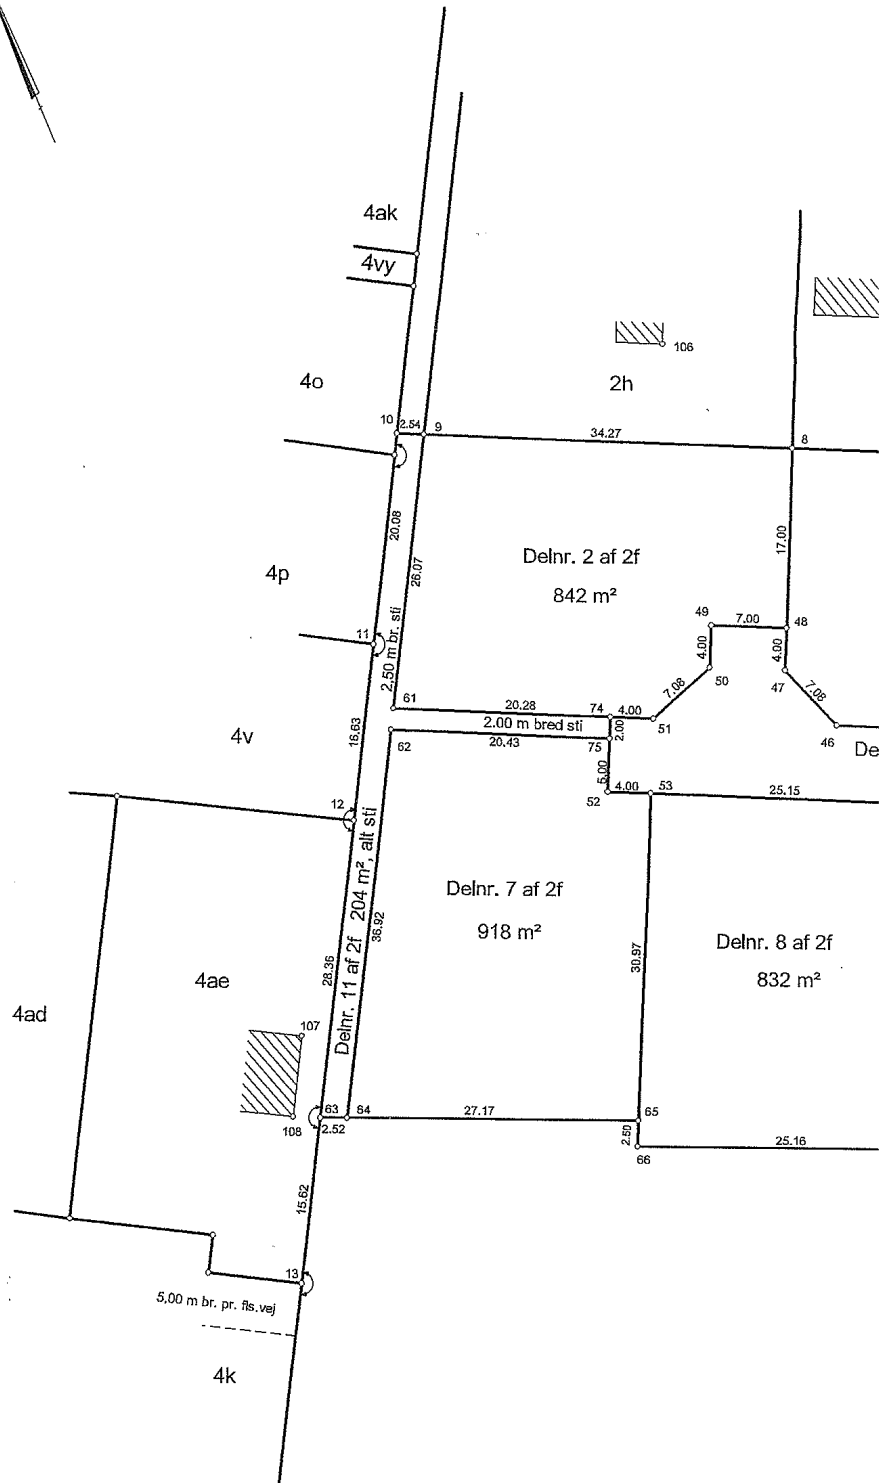 4ak
4vy
106
4o
2h
10
2.54
9
34.27
8
20.08
26.07
17.00
Delnr. 2 af 2f
842 m²
4p
49
7.00
48
11
2,50 m br. sti
4.00
4.00
50
47
7.08
7.08
61
20.28
74
4.00
51
2.00 m bred sti
2.00
4v
16.63
62
20.43
75
46
De
5.00
12
52
4.00
53
25.15
Delnr. 7 af 2f
918 m²
36.92
Delnr. 11 af 2f 204 m², alt sti
28.36
30.97
Delnr. 8 af 2f
832 m²
4ae
4ad
107
108
63
2.52
64
27.17
65
2.50
66
25.16
15.62
13
5,00 m br. pr. fls.vej
4k